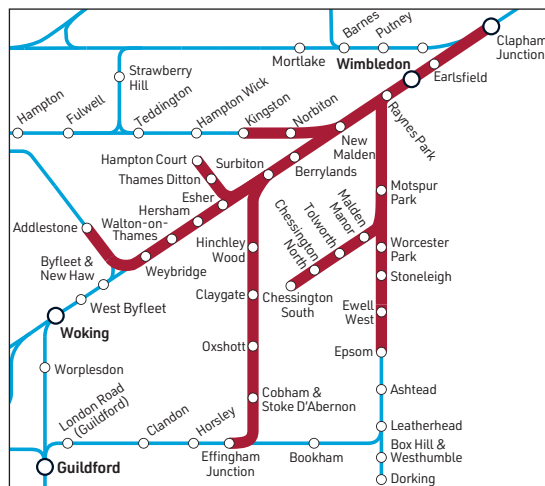 Barnes
Putney
Clapham
Junction
Mortlake
Wimbledon
Earlsfield
Strawberry
Hill
Hampton
Fulwell
Teddington
Hampton Wick
Kingston
Norbiton
Raynes Park
New
Malden
Hampton Court
Surbiton
Berrylands
Thames Ditton
Esher
Motspur
Park
Hersham
Walton-on-
Thames
Addlestone
Malden
Manor
Tolworth
Chessington
North
Hinchley
Wood
Worcester
Park
Byfleet &
New Haw
Weybridge
Stoneleigh
West Byfleet
Claygate
Chessington
South
Ewell
West
Woking
Oxshott
Epsom
Worplesdon
Ashtead
Cobham &
Stoke D'Abernon
London Road
(Guildford)
Clandon
Horsley
Leatherhead
Effingham
Junction
Bookham
Box Hill &
Westhumble
Guildford
Dorking